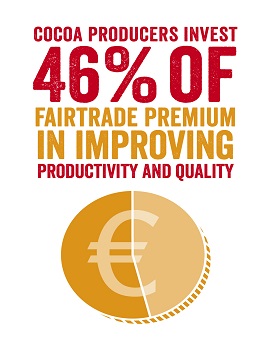 COCOA PRODUCERS INVEST
46% OF
FAIRTRADE PREMIUM
IN IMPROVING
PRODUCTIVITY AND QUALITY
€